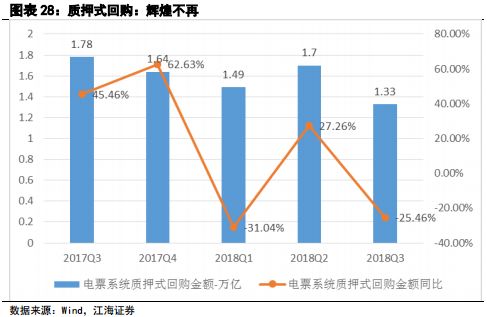 图表 28：质押式回购：辉煌不再
2 80.00%
1.8 60.00%
1.6 40.00%
1.4 20.00%
1.2 0.00%
1 -20.00%
0.8 -40.00%
0.6
0.4
0.2
0
1.78 1.64 1.49 1.7 1.33
45.46% 62.63% -31.04% 27.26% -25.46%
2017Q3 2017Q4 2018Q1 2018Q2 2018Q3
电票系统质押式回购金额-万亿 电票系统质押式回购金额同比
数据来源：Wind，江海证券